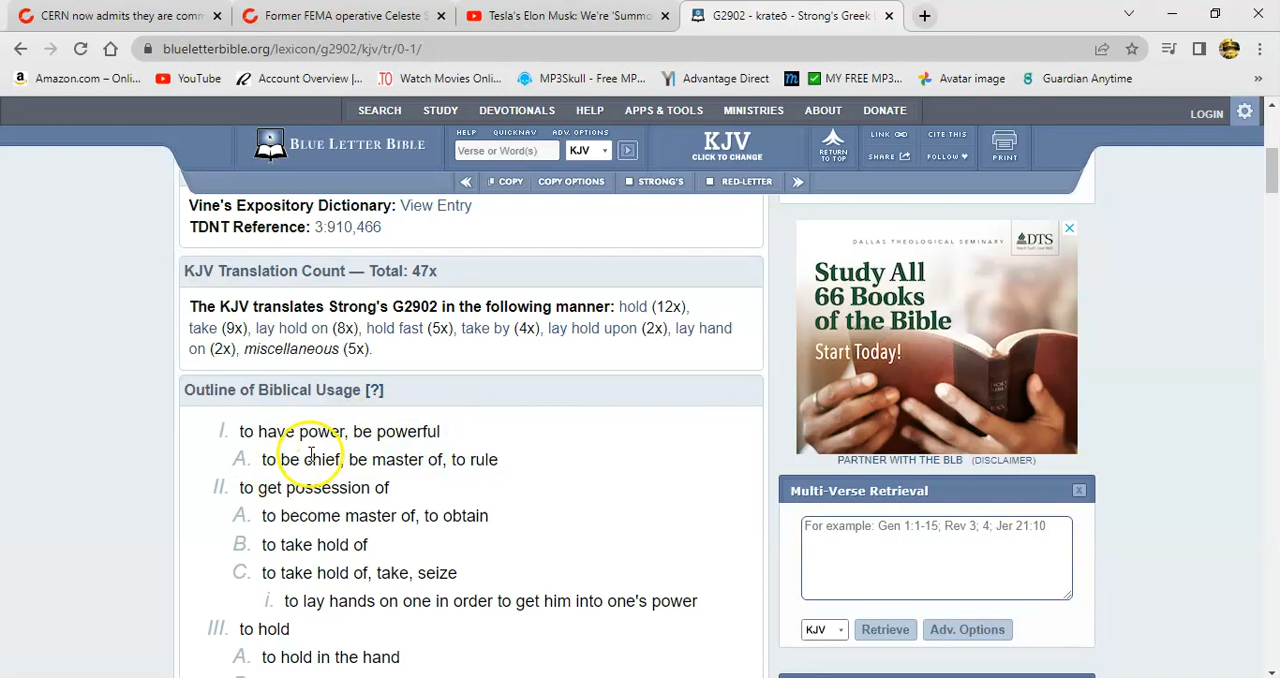 CERN now admits they are comm
Former FEMA operative Celeste S
Tesla's Elon Musk: We're 'Summo
G2902 - krateō - Strong's Greek L
blueletterbible.org/lexicon/g2902/kjv/tr/0-1/
Amazon.com – Onli...
YouTube
Account Overview |...
.TO Watch Movies Onl...
MP3Skull - Free MP...
Advantage Direct
MY FREE MP3...
Avatar image
Guardian Anytime
»
SEARCH STUDY DEVOTIONALS HELP APPS & TOOLS MINISTRIES ABOUT DONATE
LOGIN
BLUE LETTER BIBLE
HELP QUICKNAV ADV. OPTIONS
Verse or Word(s)
KJV
KJV
CLICK TO CHANGE
RETURN
TO TOP
LINK
CITE THIS
SHARE
FOLLOW
PRINT
COPY COPY OPTIONS STRONG'S RED-LETTER
Vine's Expository Dictionary: View Entry
TDNT Reference: 3:910,466
KJV Translation Count — Total: 47x
The KJV translates Strong's G2902 in the following manner: hold (12x),
take (9x), lay hold on (8x), hold fast (5x), take by (4x), lay hold upon (2x), lay hand
on (2x), miscellaneous (5x).
Outline of Biblical Usage [?]
I. to have power, be powerful
A. to be chief, be master of, to rule
II. to get possession of
A. to become master of, to obtain
B. to take hold of
C. to take hold of, take, seize
i. to lay hands on one in order to get him into one's power
III. to hold
A. to hold in the hand
DALLAS THEOLOGICAL SEMINARY
DTS
Study All
66 Books
of the Bible
Start Today!
PARTNER WITH THE BLB (DISCLAIMER)
Multi-Verse Retrieval
For example: Gen 1:1-15; Rev 3; 4; Jer 21:10
KJV
Retrieve
Adv. Options